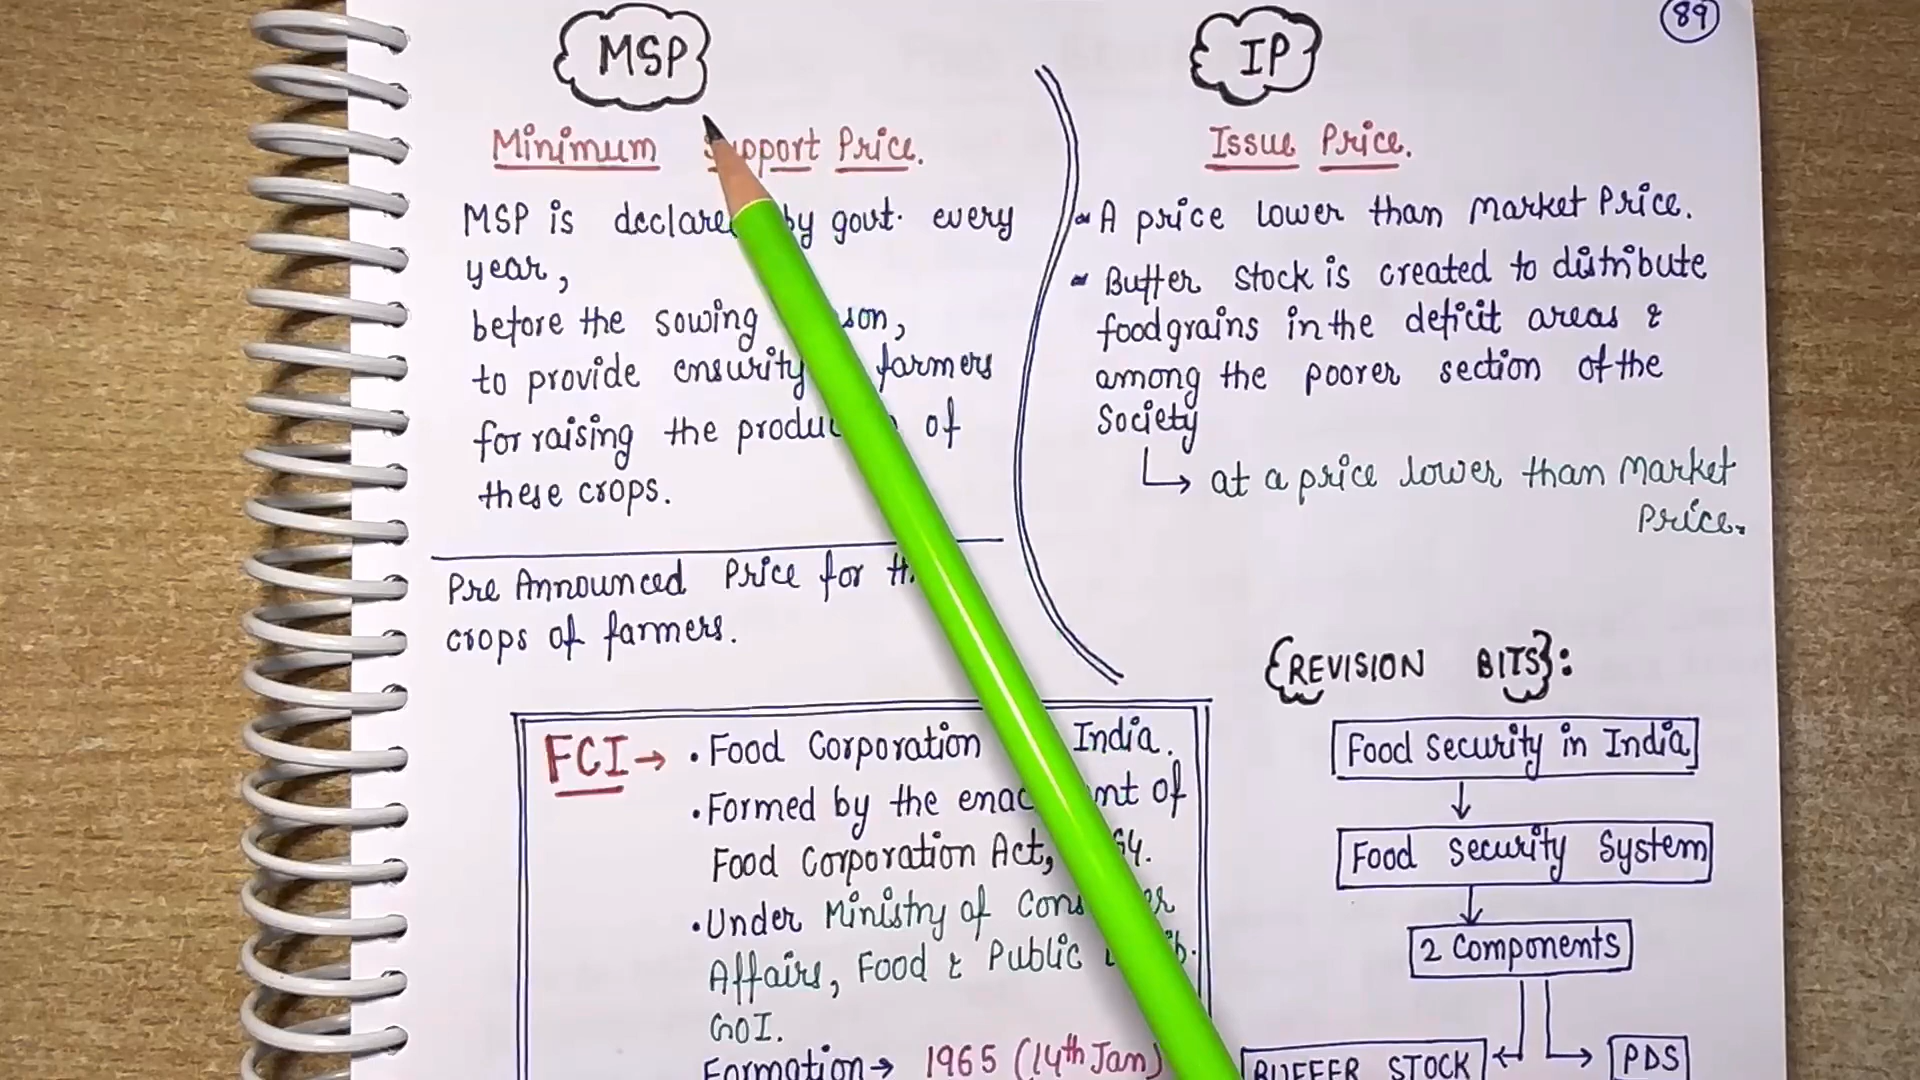 89
MSP
Minimum Support Price.
MSP is declared by govt. every
year,
before the sowing son,
to provide ensurity farmers
for raising the produc of
these crops.
Pre Announced Price for th
crops of farmers.
IP
Issue Price.
- A price lower than Market Price.
- Buffer stock is created to distribute
foodgrains in the deficit areas &
among the poorer section of the
Society
↳ at a price lower than Market
Price.
FCI → • Food Corporation India.
• Formed by the enac nt of
Food Corporation Act, 64.
• Under Ministry of Cons er
Affairs, Food & Public b.
GOI.
Formation → 1965 (14th Jan)
{REVISION BITS}:
Food security in India
↓
Food Security System
↓
2 Components
BUFFER STOCK ← → PDS